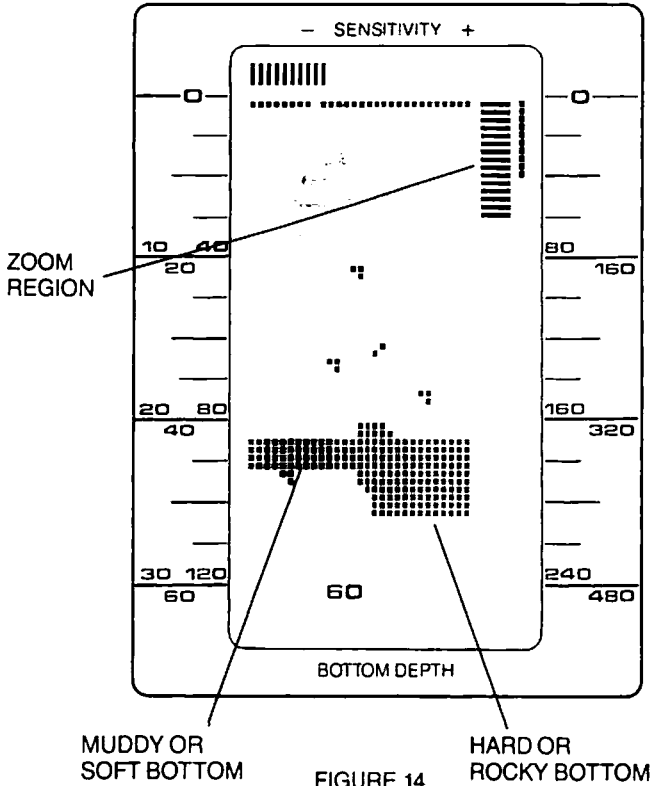 – SENSITIVITY +
0 0
ZOOM
REGION
10 40 80
20 160
20 80 160
40 320
30 120 240
60 60 480
BOTTOM DEPTH
MUDDY OR
SOFT BOTTOM
HARD OR
ROCKY BOTTOM
FIGURE 14